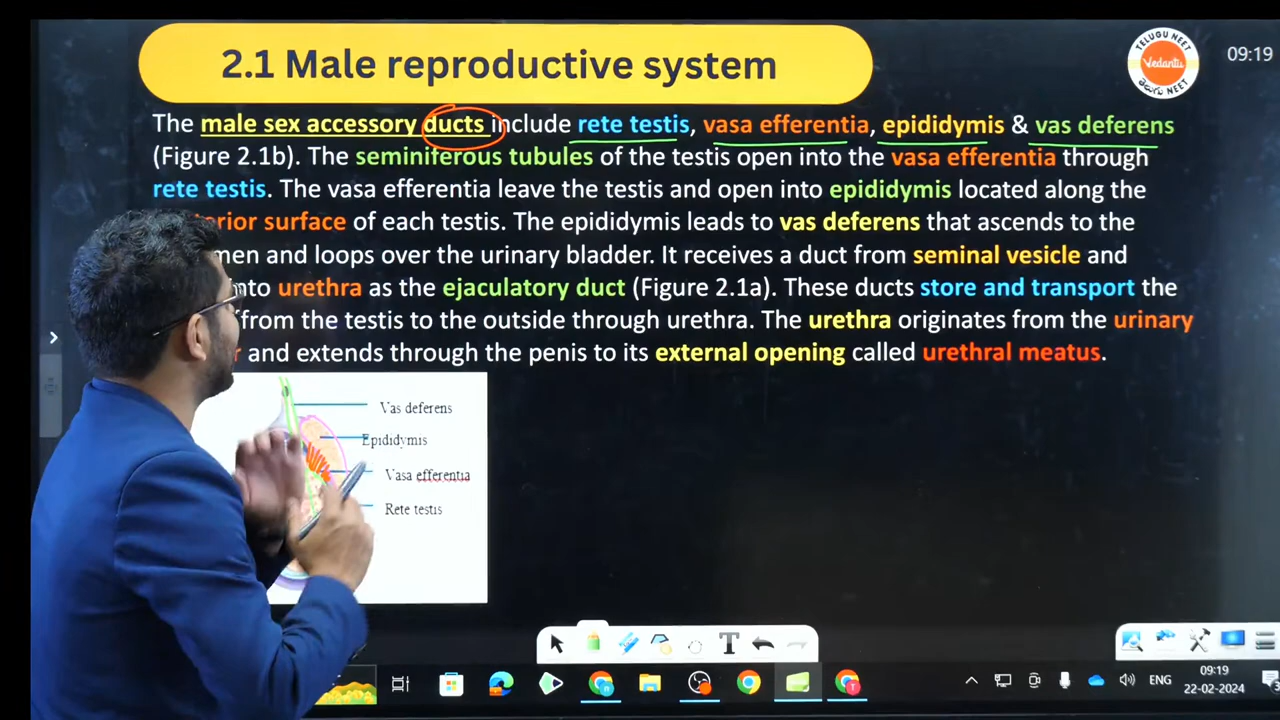 2.1 Male reproductive system
TELUGU NEET
Vedantu
తెలుగు NEET
09:19
The male sex accessory ducts include rete testis, vasa efferentia, epididymis & vas deferens
(Figure 2.1b). The seminiferous tubules of the testis open into the vasa efferentia through
rete testis. The vasa efferentia leave the testis and open into epididymis located along the
surface of each testis. The epididymis leads to vas deferens that ascends to the
and loops over the urinary bladder. It receives a duct from seminal vesicle and
into urethra as the ejaculatory duct (Figure 2.1a). These ducts store and transport the
from the testis to the outside through urethra. The urethra originates from the urinary
and extends through the penis to its external opening called urethral meatus.
Vas deferens
Epididymis
Vasa efferentia
Rete testis
T
ENG
09:19
22-02-2024